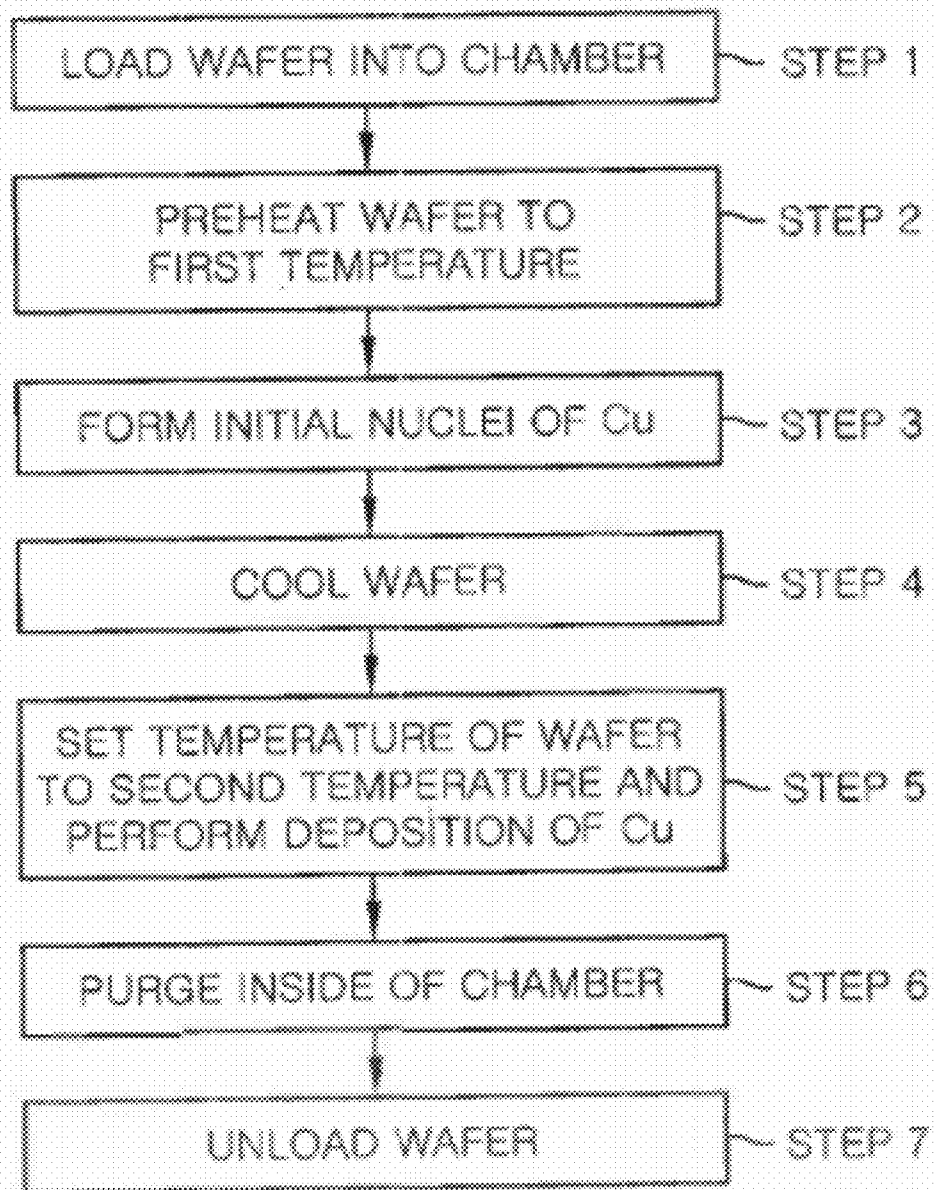 LOAD WAFER INTO CHAMBER
STEP 1
PREHEAT WAFER TO
FIRST TEMPERATURE
STEP 2
FORM INITIAL NUCLEI OF Cu
STEP 3
COOL WAFER
STEP 4
SET TEMPERATURE OF WAFER
TO SECOND TEMPERATURE AND
PERFORM DEPOSITION OF Cu
STEP 5
PURGE INSIDE OF CHAMBER
STEP 6
UNLOAD WAFER
STEP 7